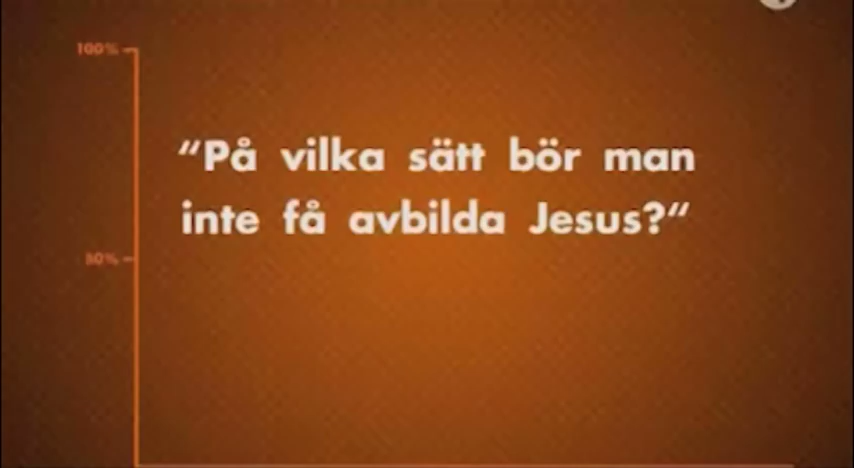 100%
“På vilka sätt bör man
inte få avbilda Jesus?“
50%